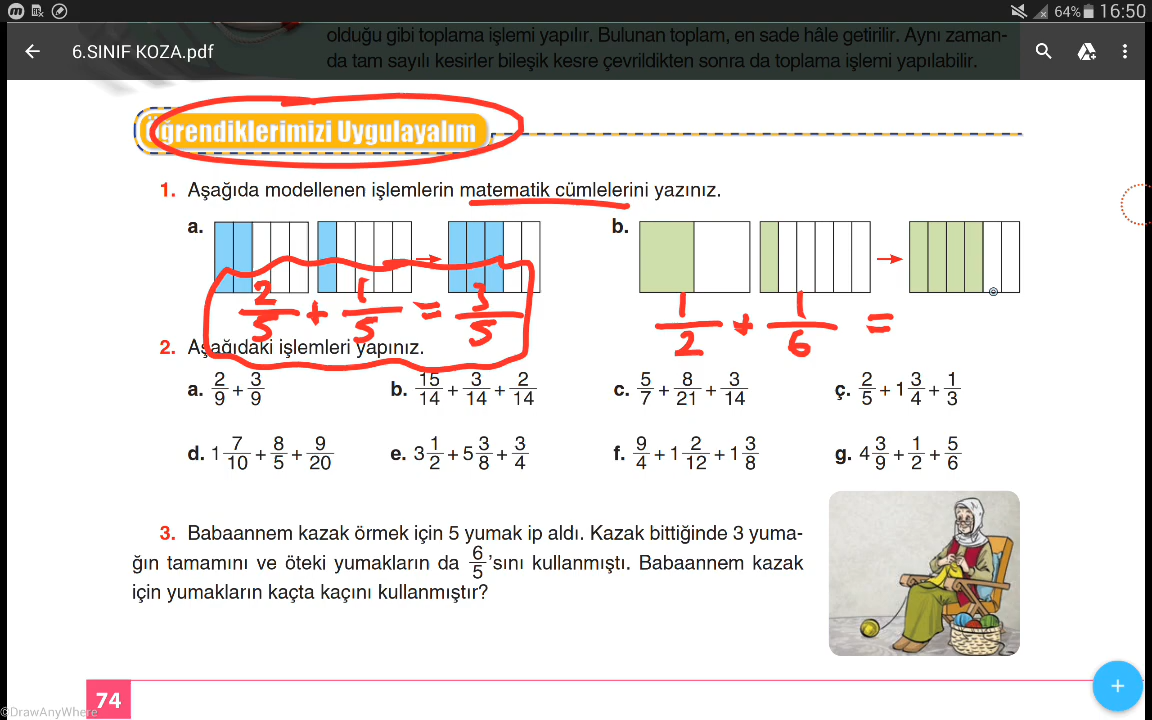 64% 16:50
olduğu gibi toplama işlemi yapılır. Bulunan toplam, en sade hâle getirilir. Aynı zaman-
6.SINIF KOZA.pdf
da tam sayılı kesirler bileşik kesre çevrildikten sonra da toplama işlemi yapılabilir.
Öğrendiklerimizi Uygulayalım
1. Aşağıda modellenen işlemlerin matematik cümlelerini yazınız.
a. b.
2/5 + 1/5 = 3/5 1/2 + 1/6 =
2. Aşağıdaki işlemleri yapınız.
a. 2/9 + 3/9 b. 15/14 + 3/14 + 2/14 c. 5/7 + 8/21 + 3/14 ç. 2/5 + 1 3/4 + 1/3
d. 1 7/10 + 8/5 + 9/20 e. 3 1/2 + 5 3/8 + 3/4 f. 9/4 + 1 2/12 + 1 3/8 g. 4 3/9 + 1/2 + 5/6
3. Babaannem kazak örmek için 5 yumak ip aldı. Kazak bittiğinde 3 yuma-
ğın tamamını ve öteki yumakların da 6/5 'sını kullanmıştı. Babaannem kazak
için yumakların kaçta kaçını kullanmıştır?
74
©DrawAnyWhere